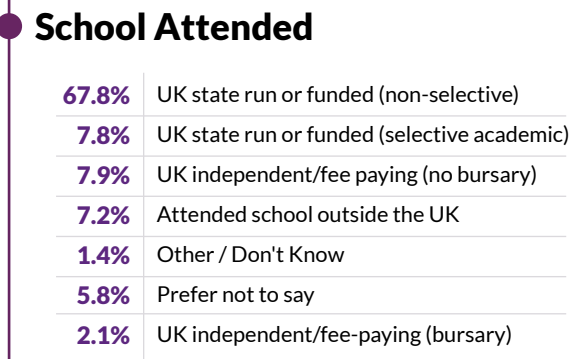 School Attended
67.8% UK state run or funded (non-selective)
7.8% UK state run or funded (selective academic)
7.9% UK independent/fee paying (no bursary)
7.2% Attended school outside the UK
1.4% Other / Don't Know
5.8% Prefer not to say
2.1% UK independent/fee-paying (bursary)